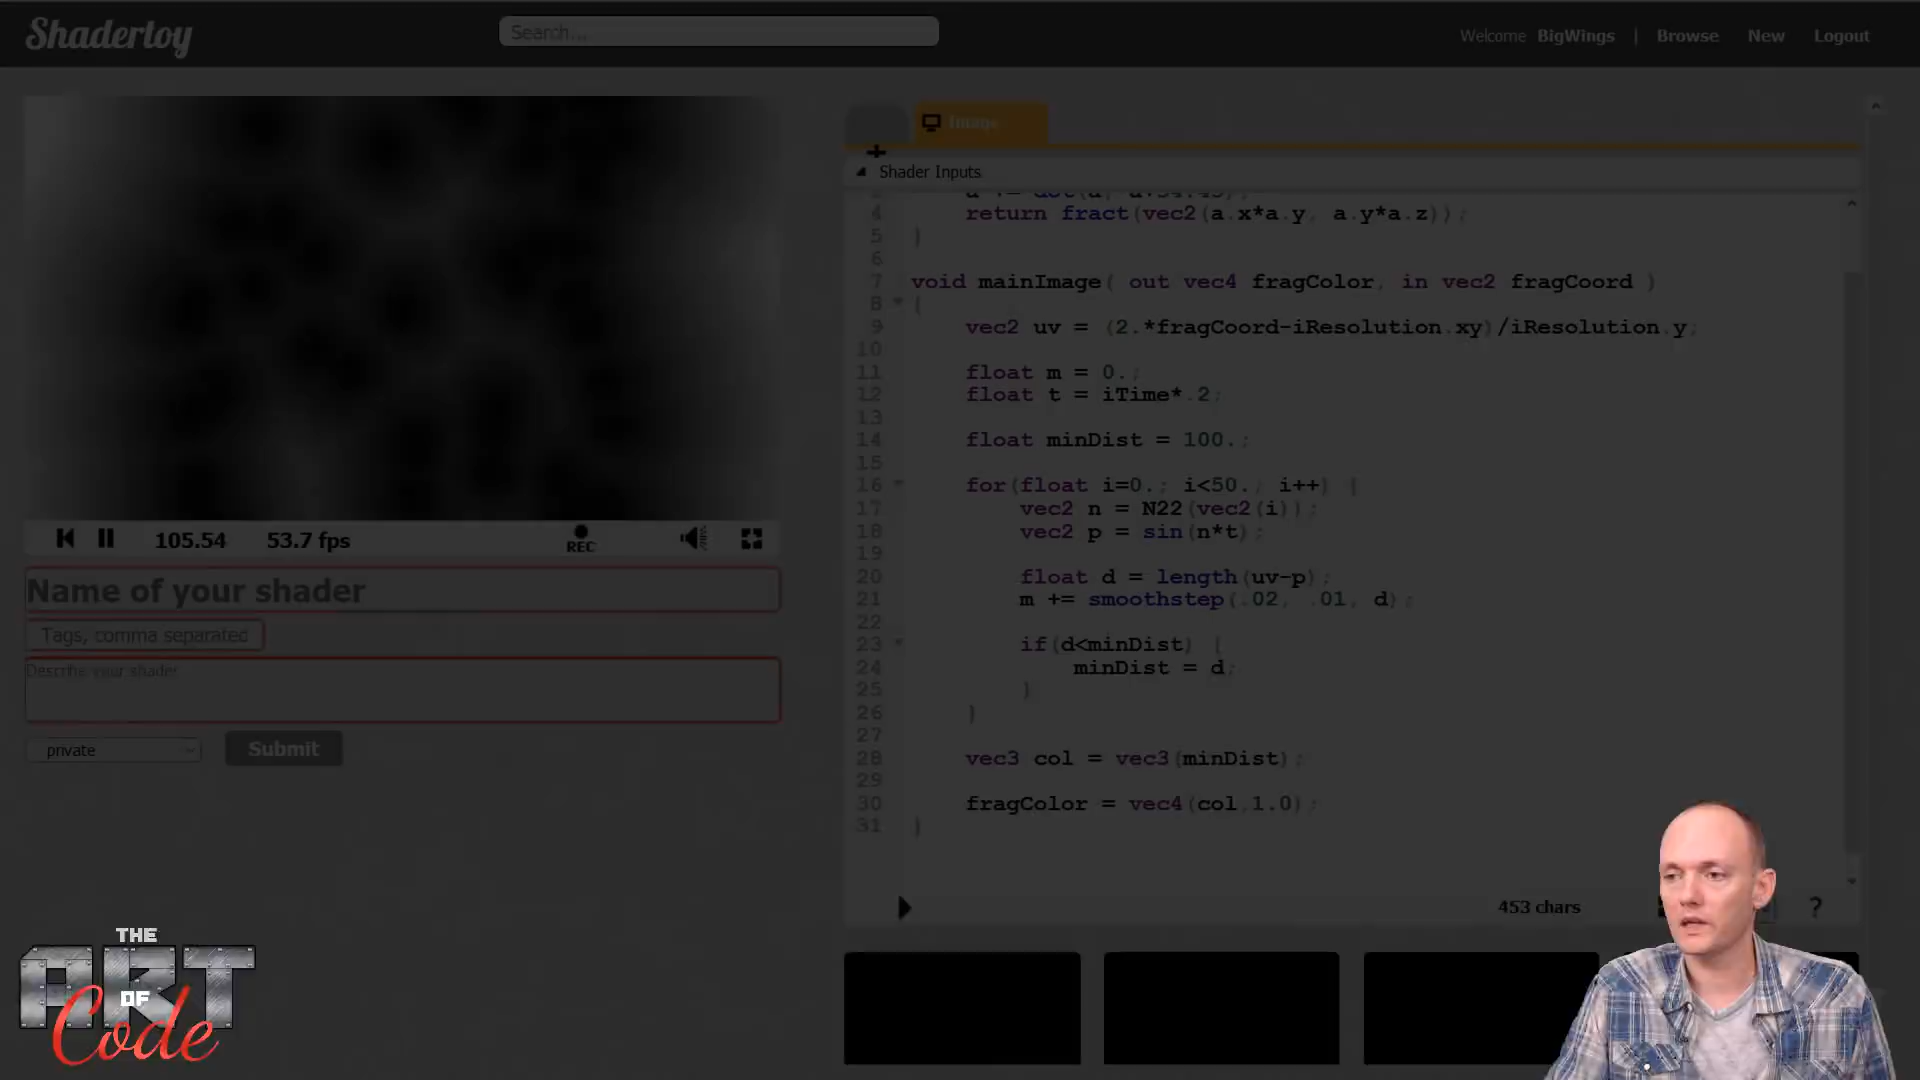 Shadertoy
Search...
Welcome BigWings | Browse New Logout
Image
Shader Inputs
4 return fract(vec2(a.x*a.y, a.y*a.z));
5 }
6
7 void mainImage( out vec4 fragColor, in vec2 fragCoord )
8 {
9 vec2 uv = (2.*fragCoord-iResolution.xy)/iResolution.y;
10
11 float m = 0.;
12 float t = iTime*.2;
13
14 float minDist = 100.;
15
16 for(float i=0.; i<50.; i++) {
17 vec2 n = N22(vec2(i));
18 vec2 p = sin(n*t);
19
20 float d = length(uv-p);
21 m += smoothstep(.02, .01, d);
22
23 if(d<minDist) {
24 minDist = d;
25 }
26 }
27
28 vec3 col = vec3(minDist);
29
30 fragColor = vec4(col,1.0);
31 }
453 chars
?
105.54 53.7 fps REC
Name of your shader
Tags, comma separated
Describe your shader
private Submit
THE
ART
OF
Code